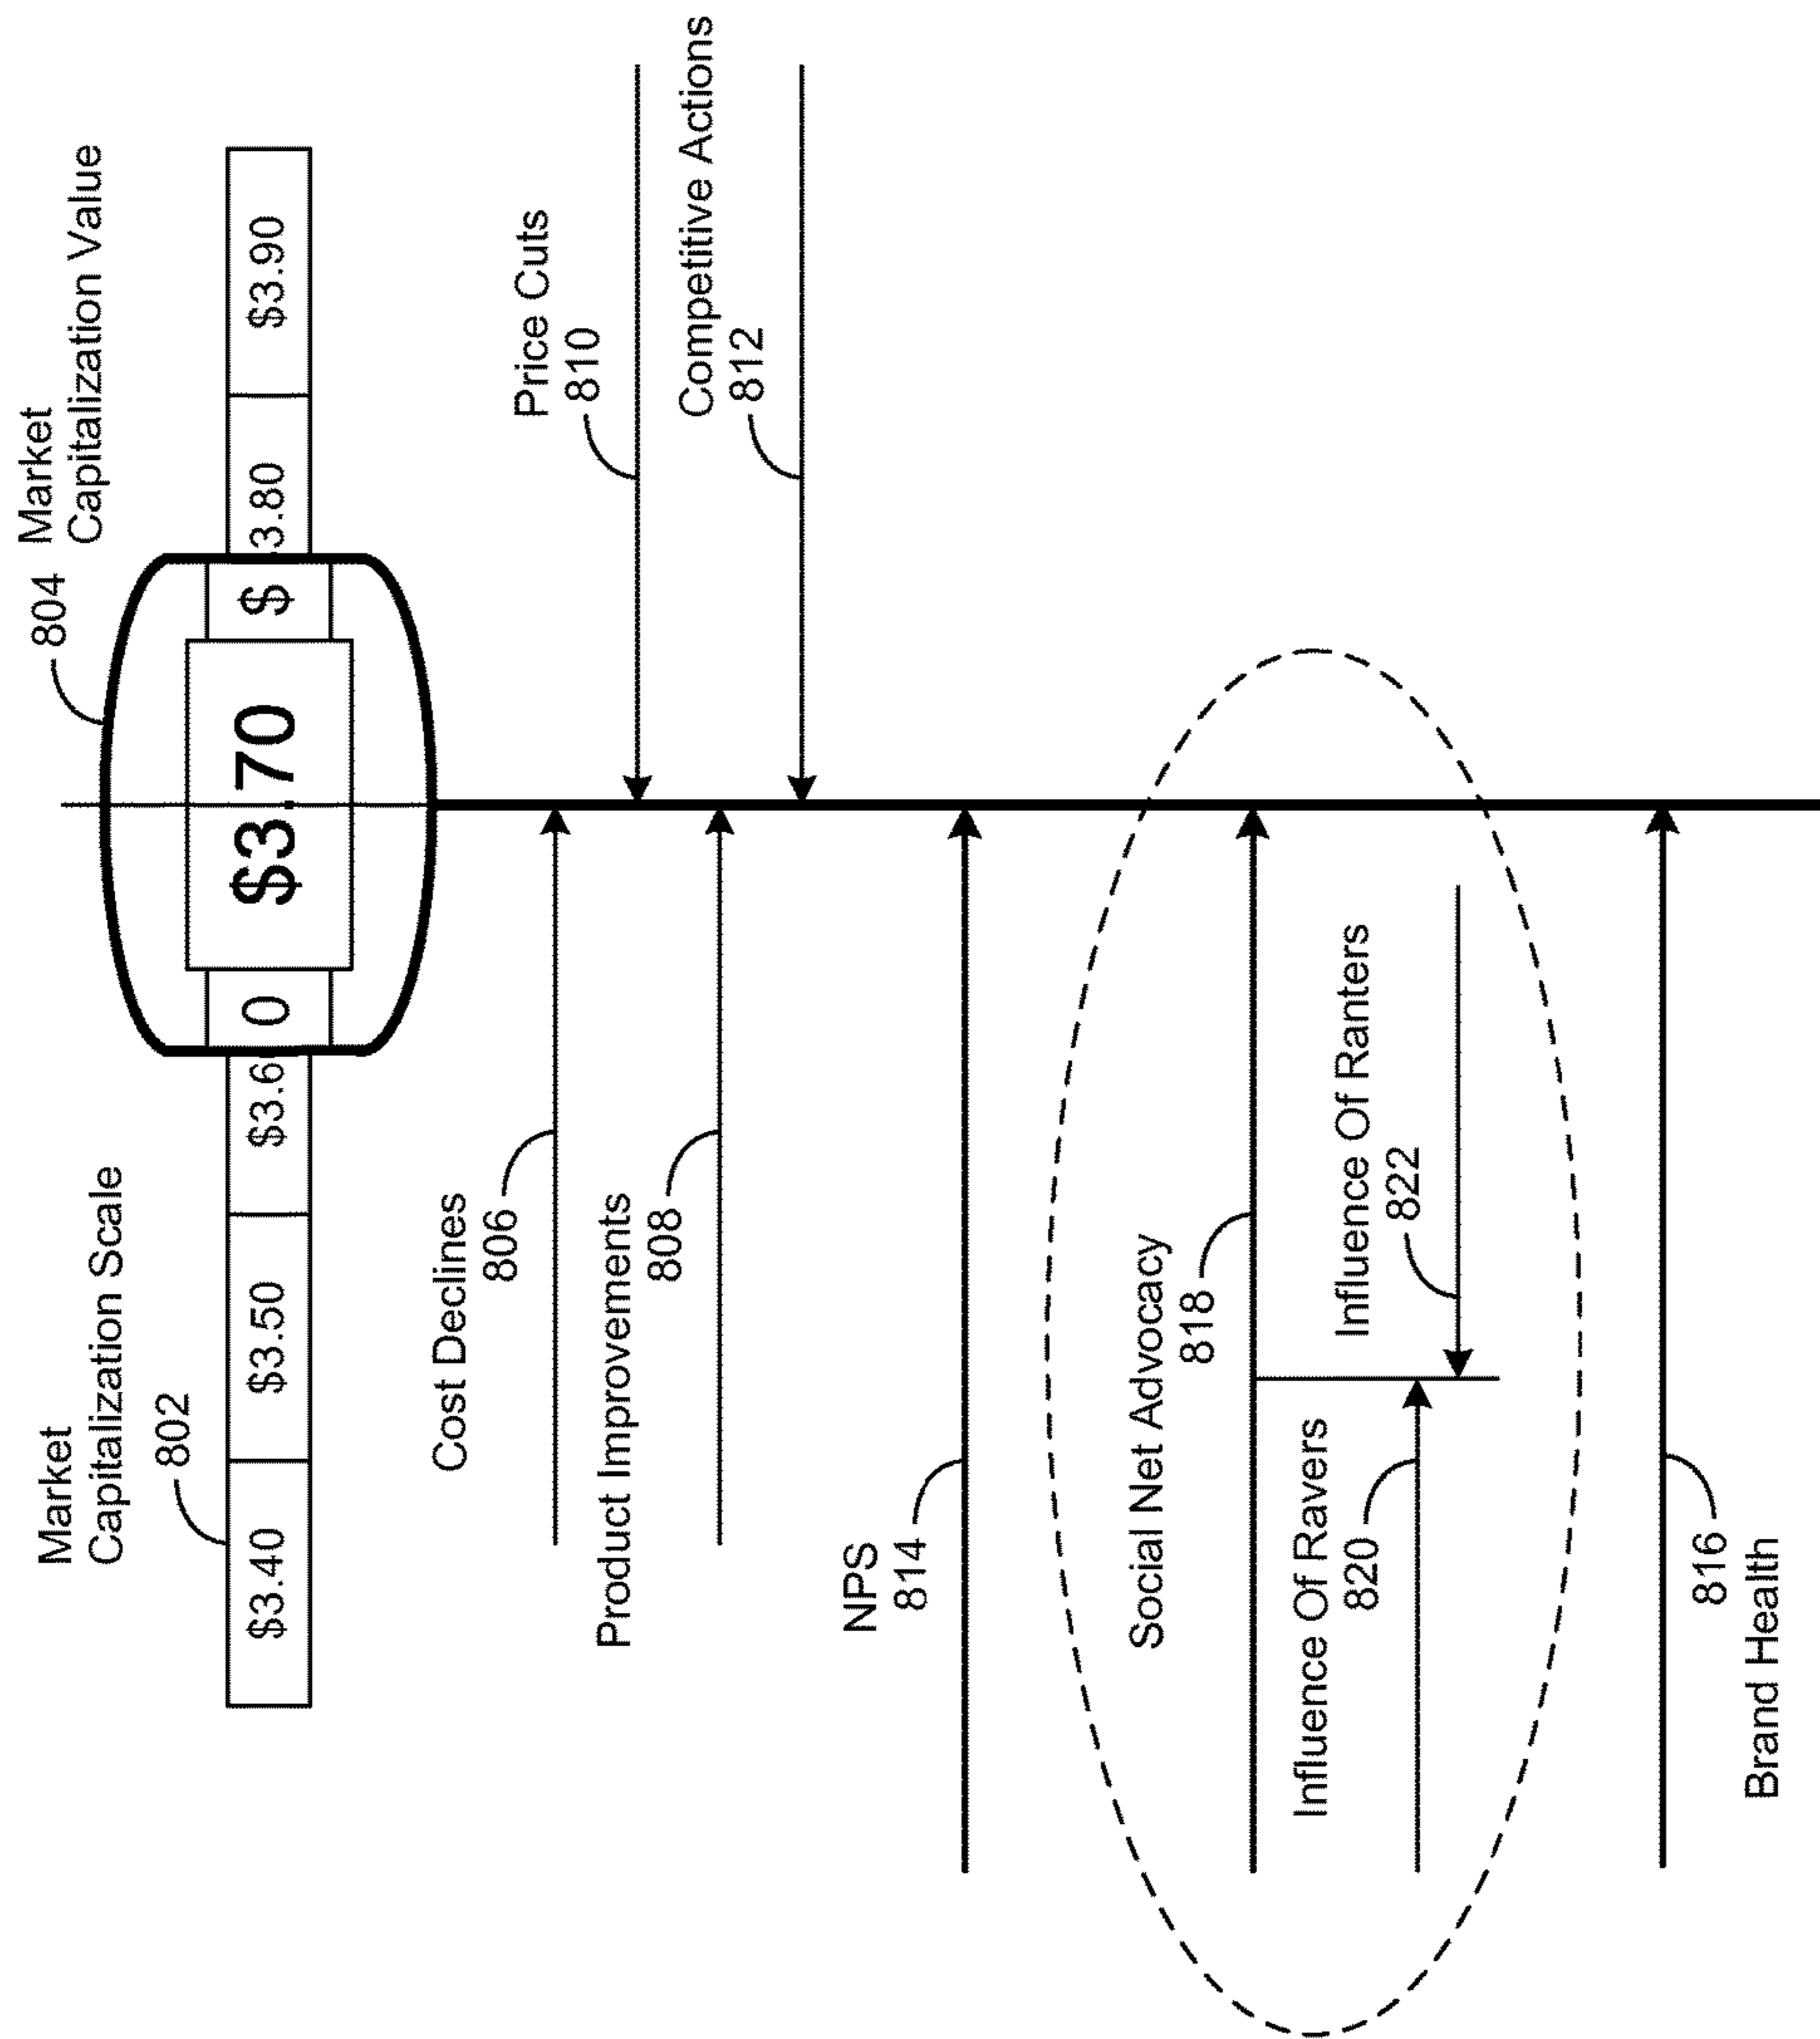 Market
Capitalization Scale
802
Market
Capitalization Value
804
$3.40
$3.50
$3.6
0
$3.70
$
3.80
$3.90
Cost Declines
806
Price Cuts
810
Product Improvements
808
Competitive Actions
812
NPS
814
Social Net Advocacy
818
Influence Of Ravers
820
Influence Of Ranters
822
816
Brand Health